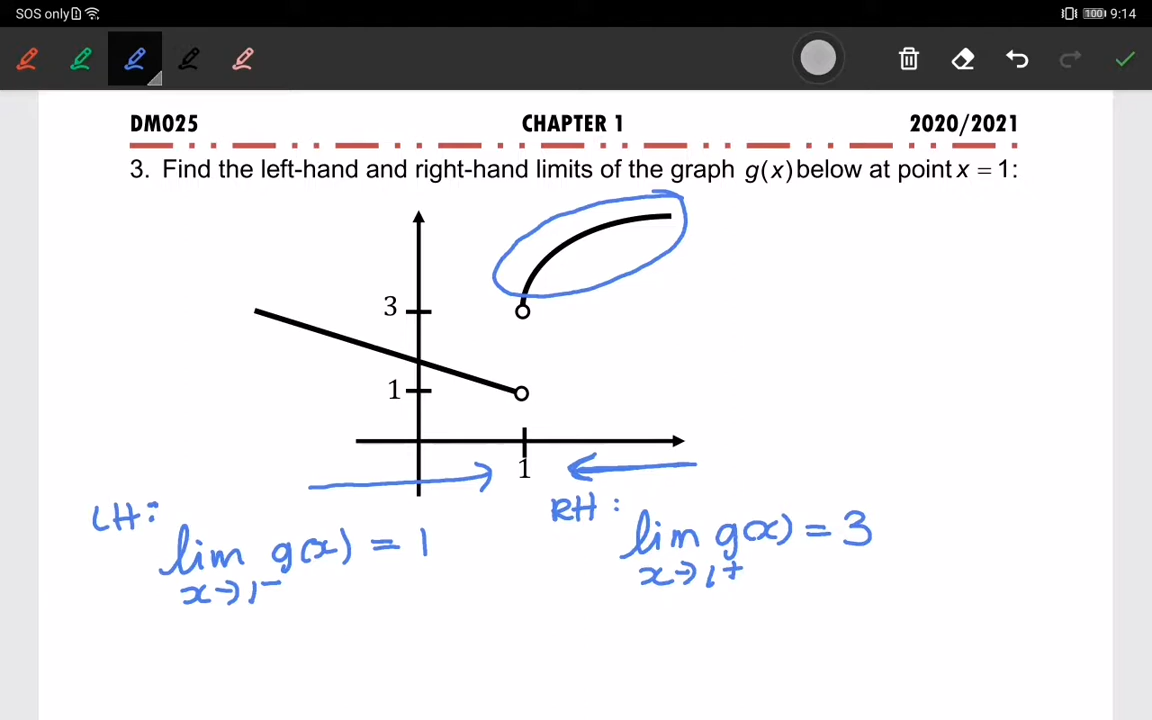 SOS only 100 9:14
DM025 CHAPTER 1 2020/2021
3. Find the left-hand and right-hand limits of the graph g(x) below at point x = 1:
3
1
1
LH: RH:
lim g(x) = 1 lim g(x) = 3
x→1⁻ x→1⁺